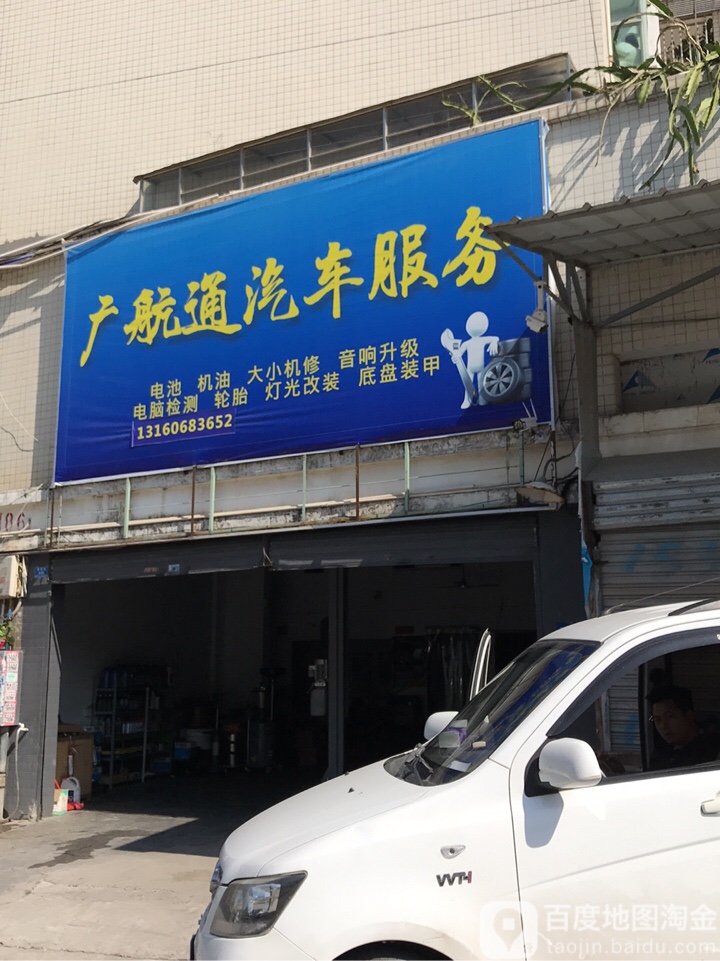 广航通汽车服务
电池 机油 大小机修 音响升级
电脑检测 轮胎 灯光改装 底盘装甲
13160683652
VVT-i
百度地图淘金
taojin.baidu.com